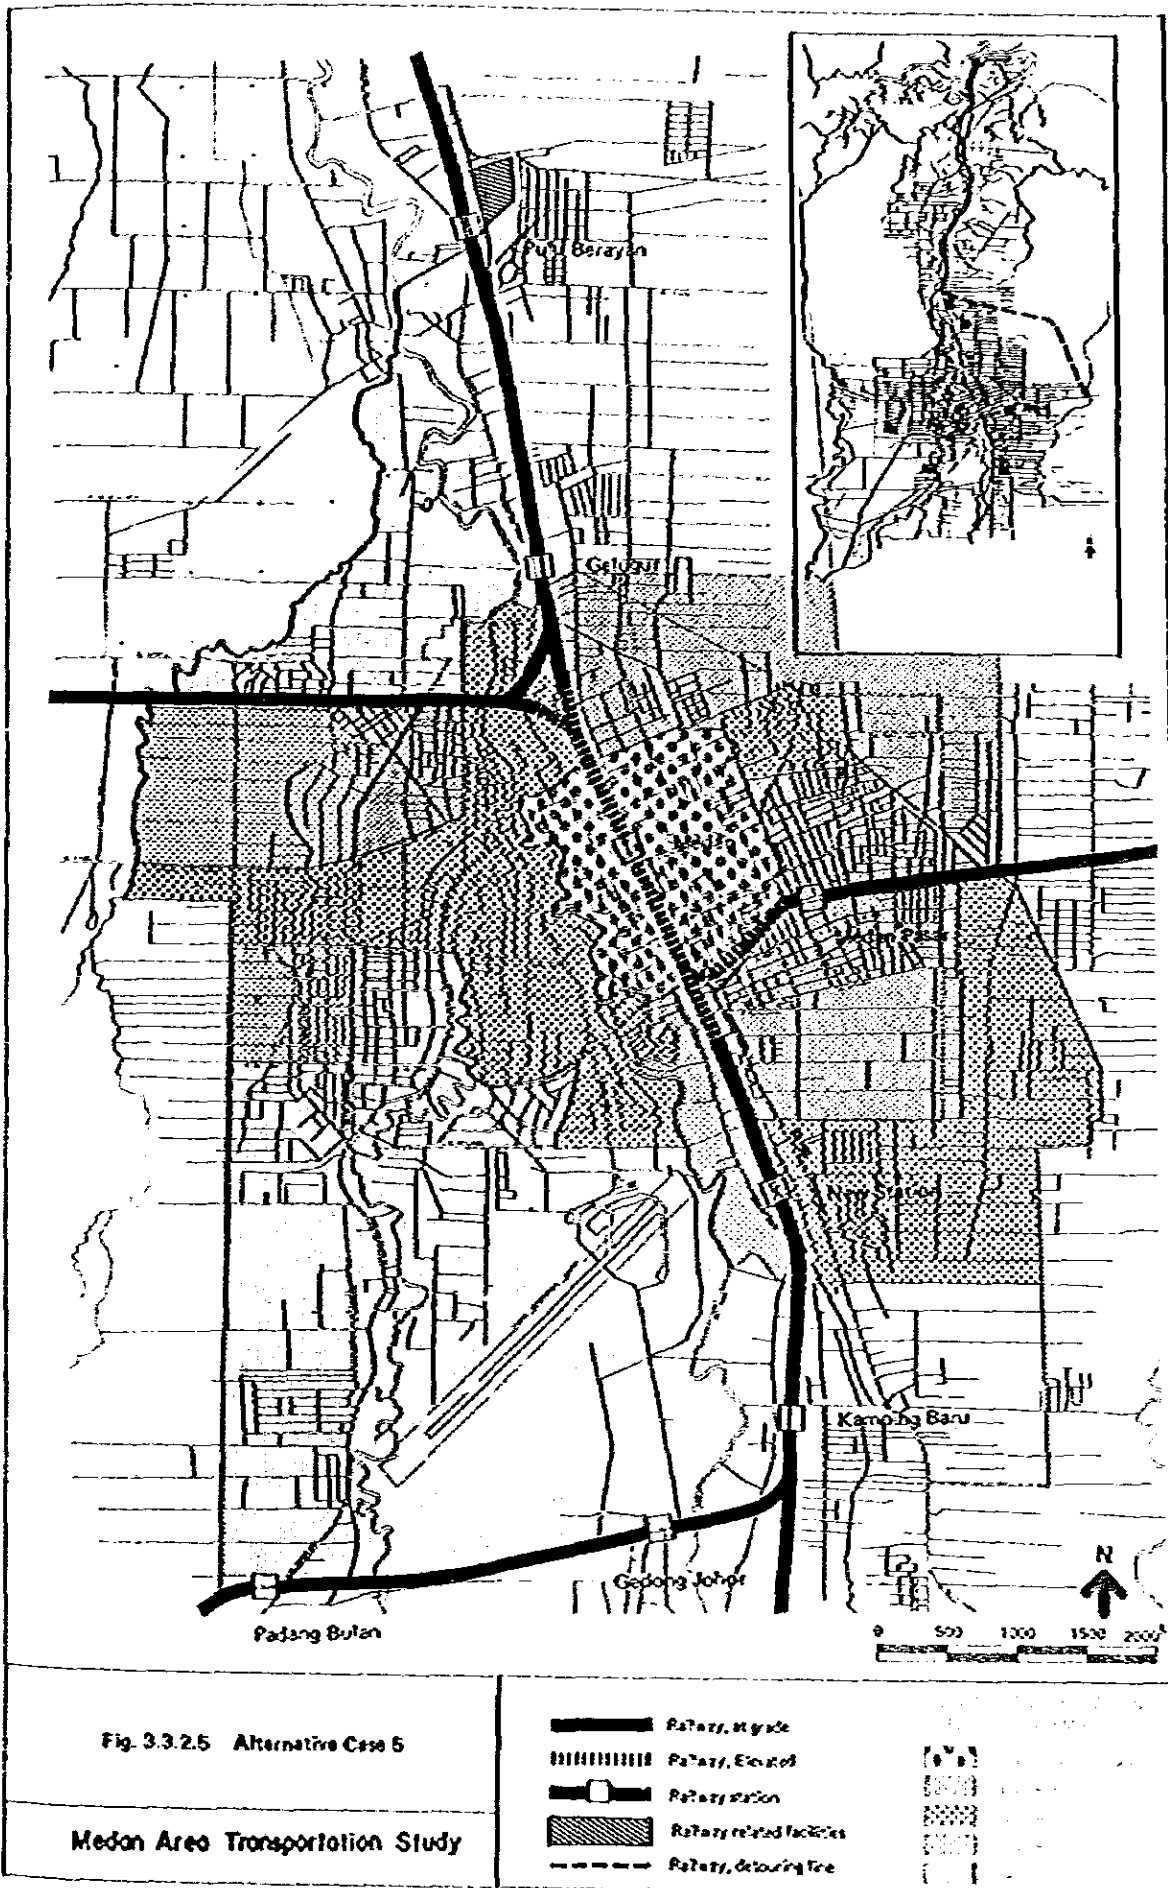 Pulu Berayan
Gelugur
Medan
New Station
Kamping Baru
Gedong Johor
Padang Bulan
N
0 500 1000 1500 2000
Fig. 3.3.2.5 Alternative Case 5
Medan Area Transportation Study
Railway, at grade
Railway, Elevated
Railway station
Railway related facilities
Railway, detouring line